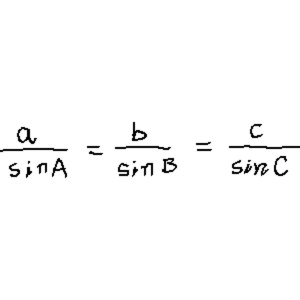 a/sinA = b/sinB = c/sinC